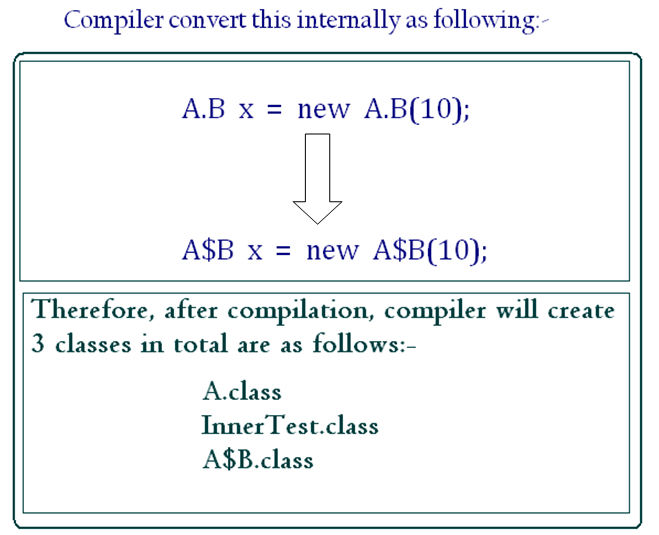 Compiler convert this internally as following:-
A.B x = new A.B(10);
A$B x = new A$B(10);
Therefore, after compilation, compiler will create
3 classes in total are as follows:-
A.class
InnerTest.class
A$B.class